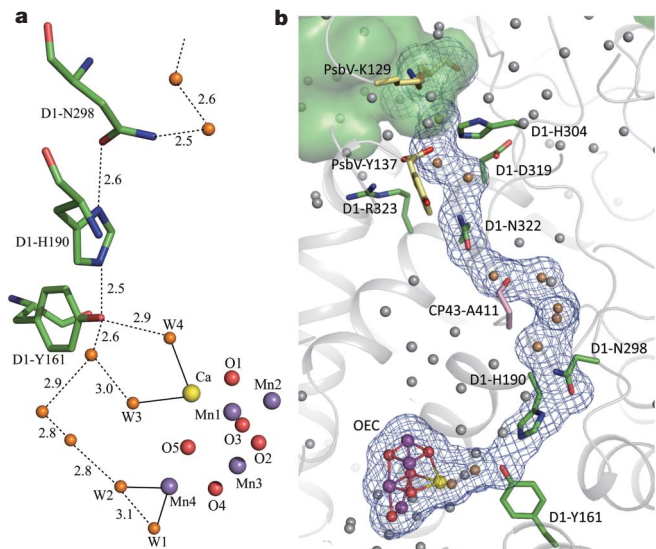 a
D1-N298
2.6
2.5
2.6
D1-H190
2.5
2.9
W4
D1-Y161
2.6
Ca
O1
Mn2
2.9
3.0
W3
Mn1
O3
O2
2.8
O5
Mn3
2.8
W2
Mn4
O4
3.1
W1
b
PsbV-K129
D1-H304
PsbV-Y137
D1-D319
D1-R323
D1-N322
CP43-A411
D1-N298
D1-H190
OEC
D1-Y161